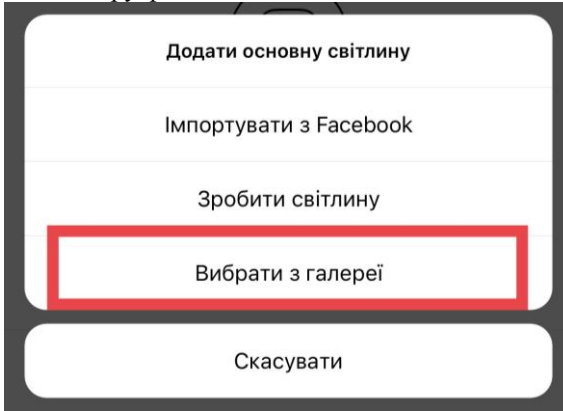 Додати основну світлину
Імпортувати з Facebook
Зробити світлину
Вибрати з галереї
Скасувати